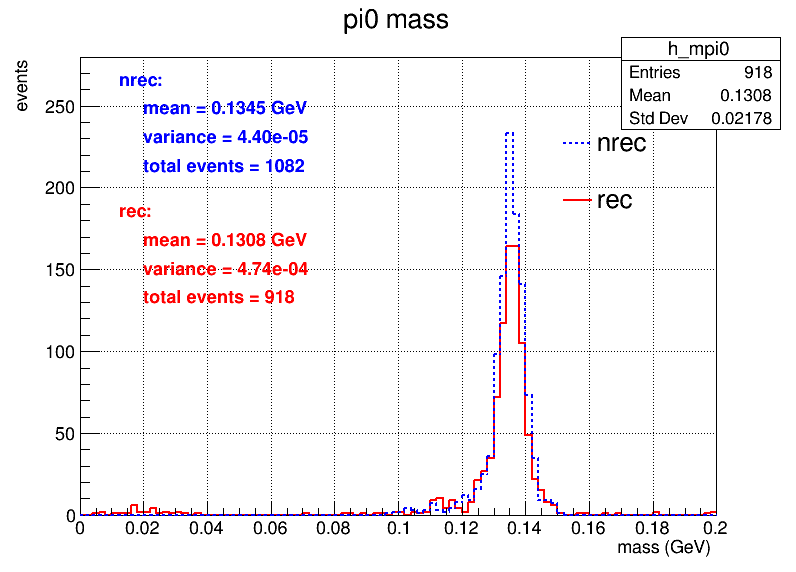 pi0 mass
events
h_mpi0
Entries 918
Mean 0.1308
Std Dev 0.02178
nrec:
mean = 0.1345 GeV
variance = 4.40e-05
total events = 1082
rec:
mean = 0.1308 GeV
variance = 4.74e-04
total events = 918
nrec
rec
250
200
150
100
50
0
0 0.02 0.04 0.06 0.08 0.1 0.12 0.14 0.16 0.18 0.2
mass (GeV)